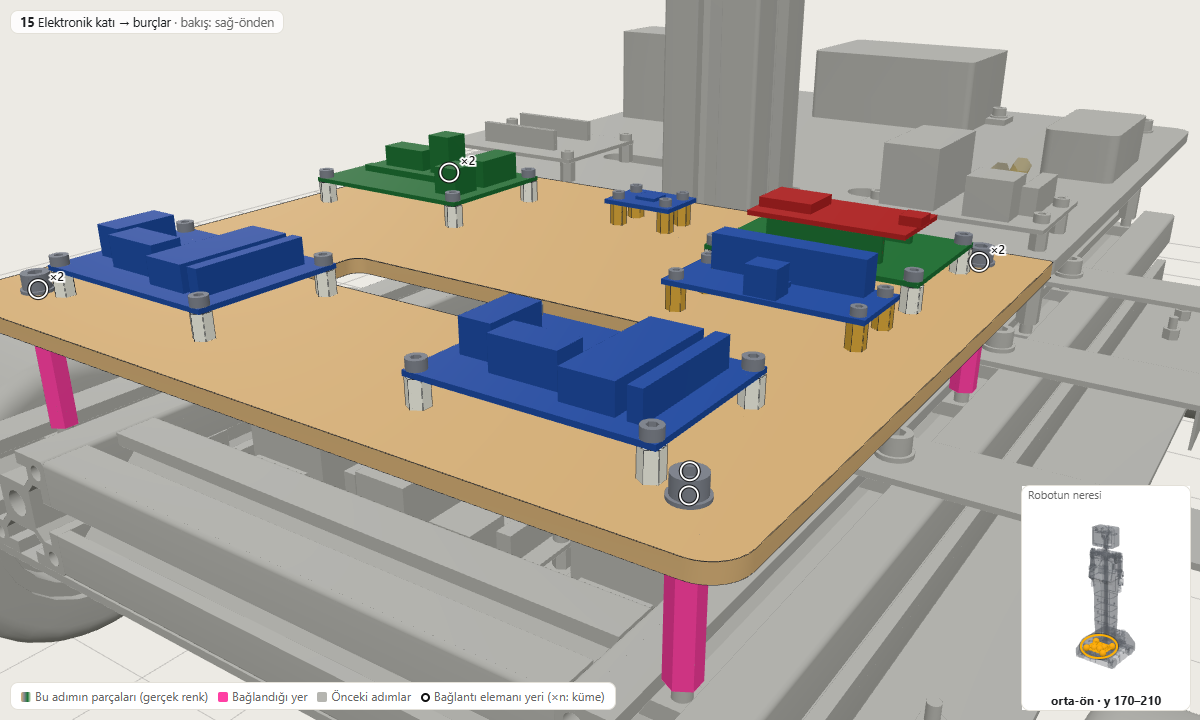 15 Elektronik katı → burçlar · bakış: sağ-önden
×2
×2
×2
Robotun neresi
orta-ön · y 170–210
Bu adımın parçaları (gerçek renk)
Bağlandığı yer
Önceki adımlar
Bağlantı elemanı yeri (×n: küme)